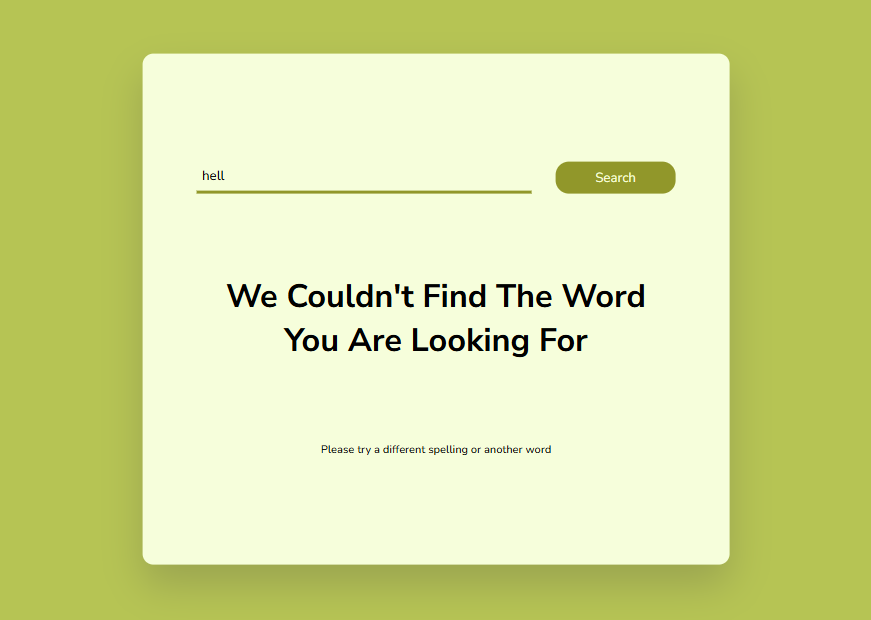 hell
Search
We Couldn't Find The Word
You Are Looking For
Please try a different spelling or another word